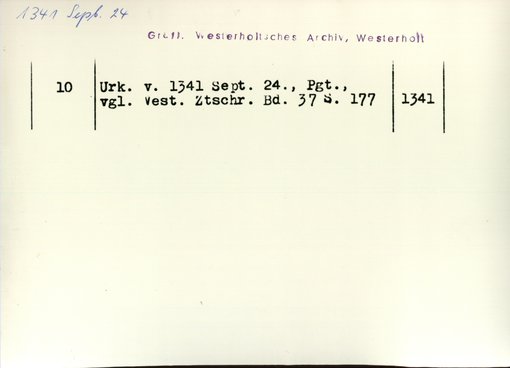 1341 Sept. 24
Gräfl. Westerholtsches Archiv, Westerholt
10 Urk. v. 1341 Sept. 24., Pgt., 1341
vgl. West. Ztschr. Bd. 37 S. 177